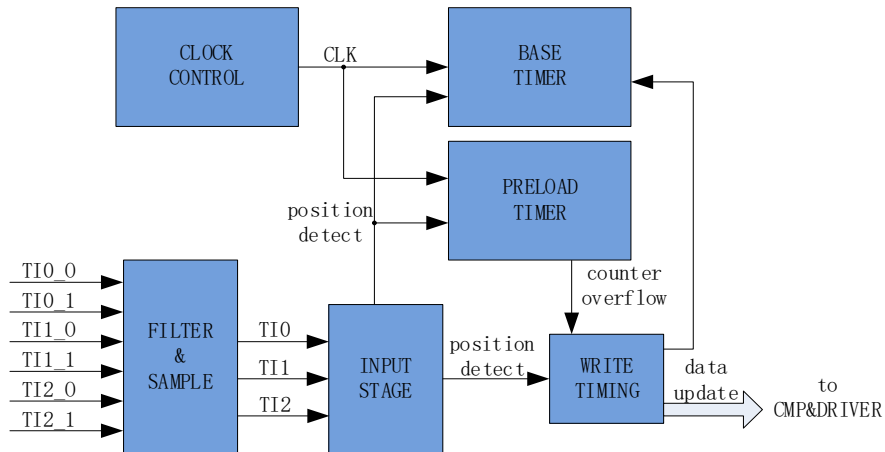 CLOCK
CONTROL
CLK
BASE
TIMER
PRELOAD
TIMER
position
detect
counter
overflow
TI0_0
TI0_1
TI1_0
TI1_1
TI2_0
TI2_1
FILTER
&
SAMPLE
TI0
TI1
TI2
INPUT
STAGE
position
detect
WRITE
TIMING
data
update
to
CMP&DRIVER